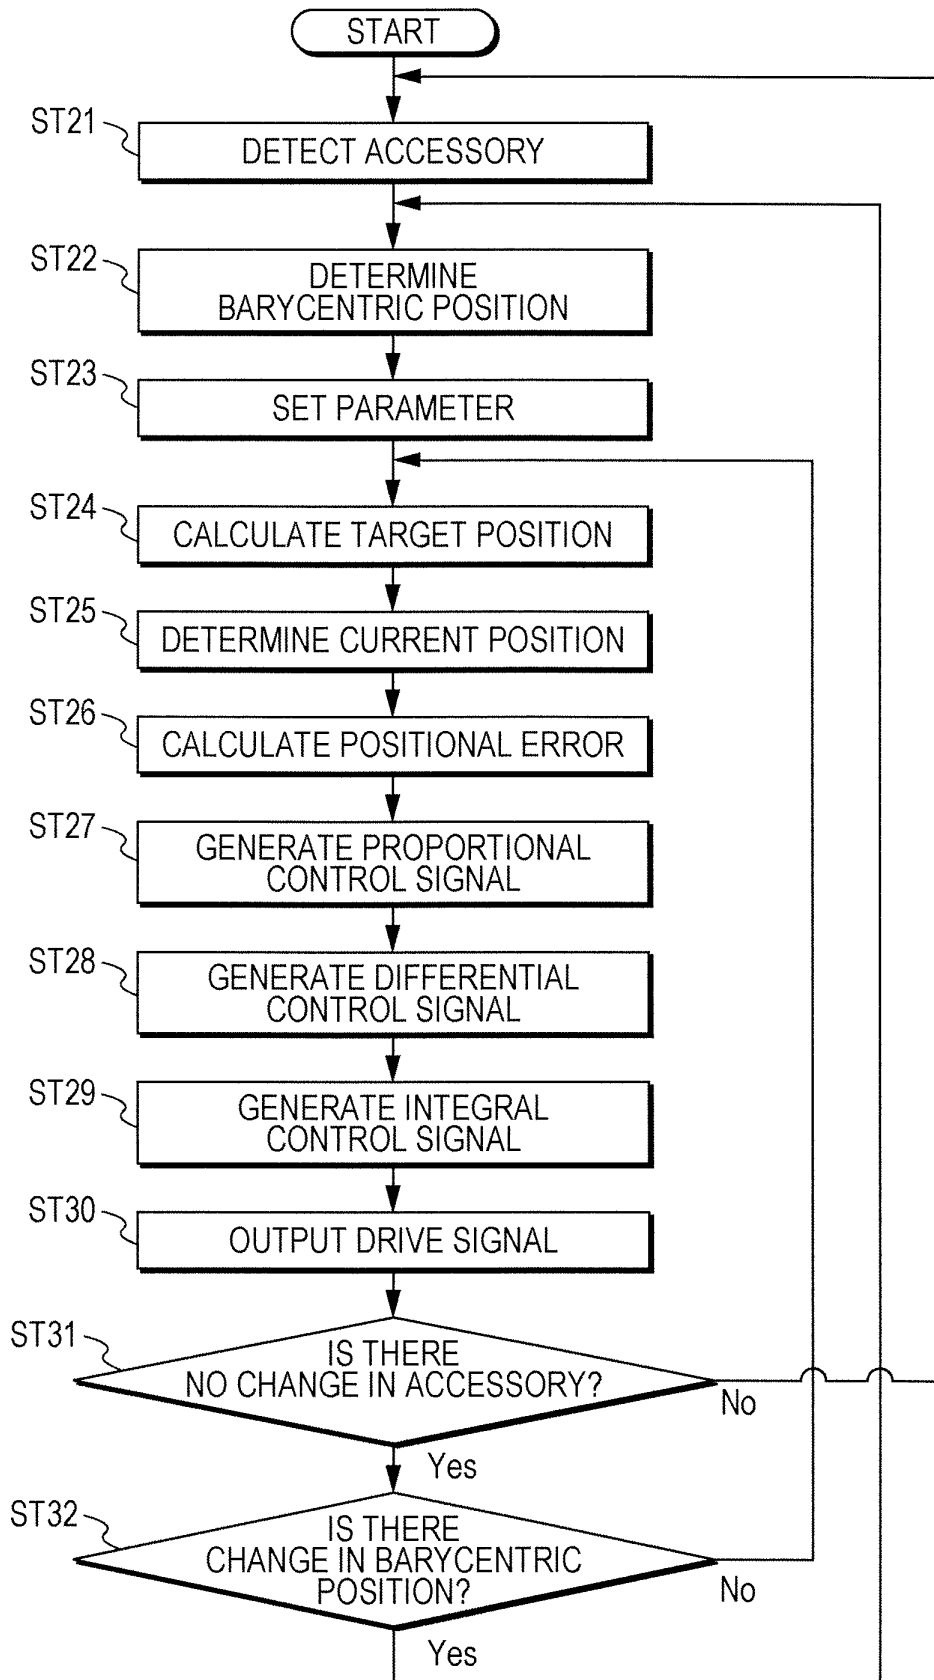 START
ST21
DETECT ACCESSORY
ST22
DETERMINE
BARYCENTRIC POSITION
ST23
SET PARAMETER
ST24
CALCULATE TARGET POSITION
ST25
DETERMINE CURRENT POSITION
ST26
CALCULATE POSITIONAL ERROR
ST27
GENERATE PROPORTIONAL
CONTROL SIGNAL
ST28
GENERATE DIFFERENTIAL
CONTROL SIGNAL
ST29
GENERATE INTEGRAL
CONTROL SIGNAL
ST30
OUTPUT DRIVE SIGNAL
ST31
IS THERE
NO CHANGE IN ACCESSORY?
No
Yes
ST32
IS THERE
CHANGE IN BARYCENTRIC
POSITION?
No
Yes